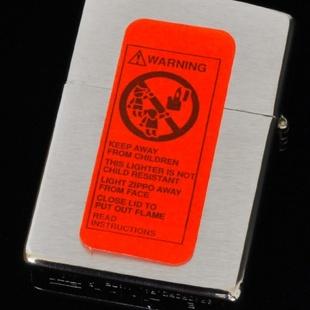 WARNING
KEEP AWAY
FROM CHILDREN
THIS LIGHTER IS NOT
CHILD RESISTANT
LIGHT ZIPPO AWAY
FROM FACE
CLOSE LID TO
PUT OUT FLAME
READ
INSTRUCTIONS